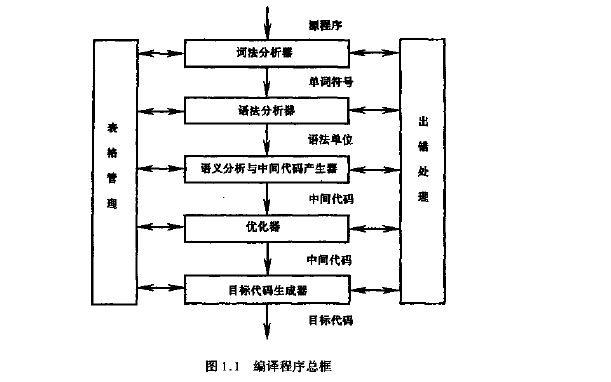 源程序
词法分析器
单词符号
语法分析器
语法单位
语义分析与中间代码产生器
中间代码
优化器
中间代码
目标代码生成器
目标代码
表格管理
出错处理
图1.1 编译程序总框